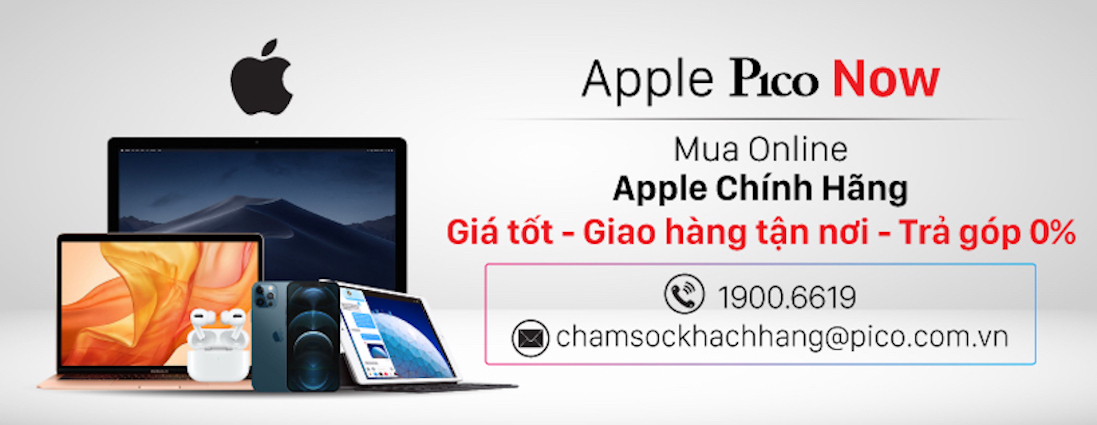 Apple Pico Now
Mua Online
Apple Chính Hãng
Giá tốt - Giao hàng tận nơi - Trả góp 0%
1900.6619
chamsockhachhang@pico.com.vn